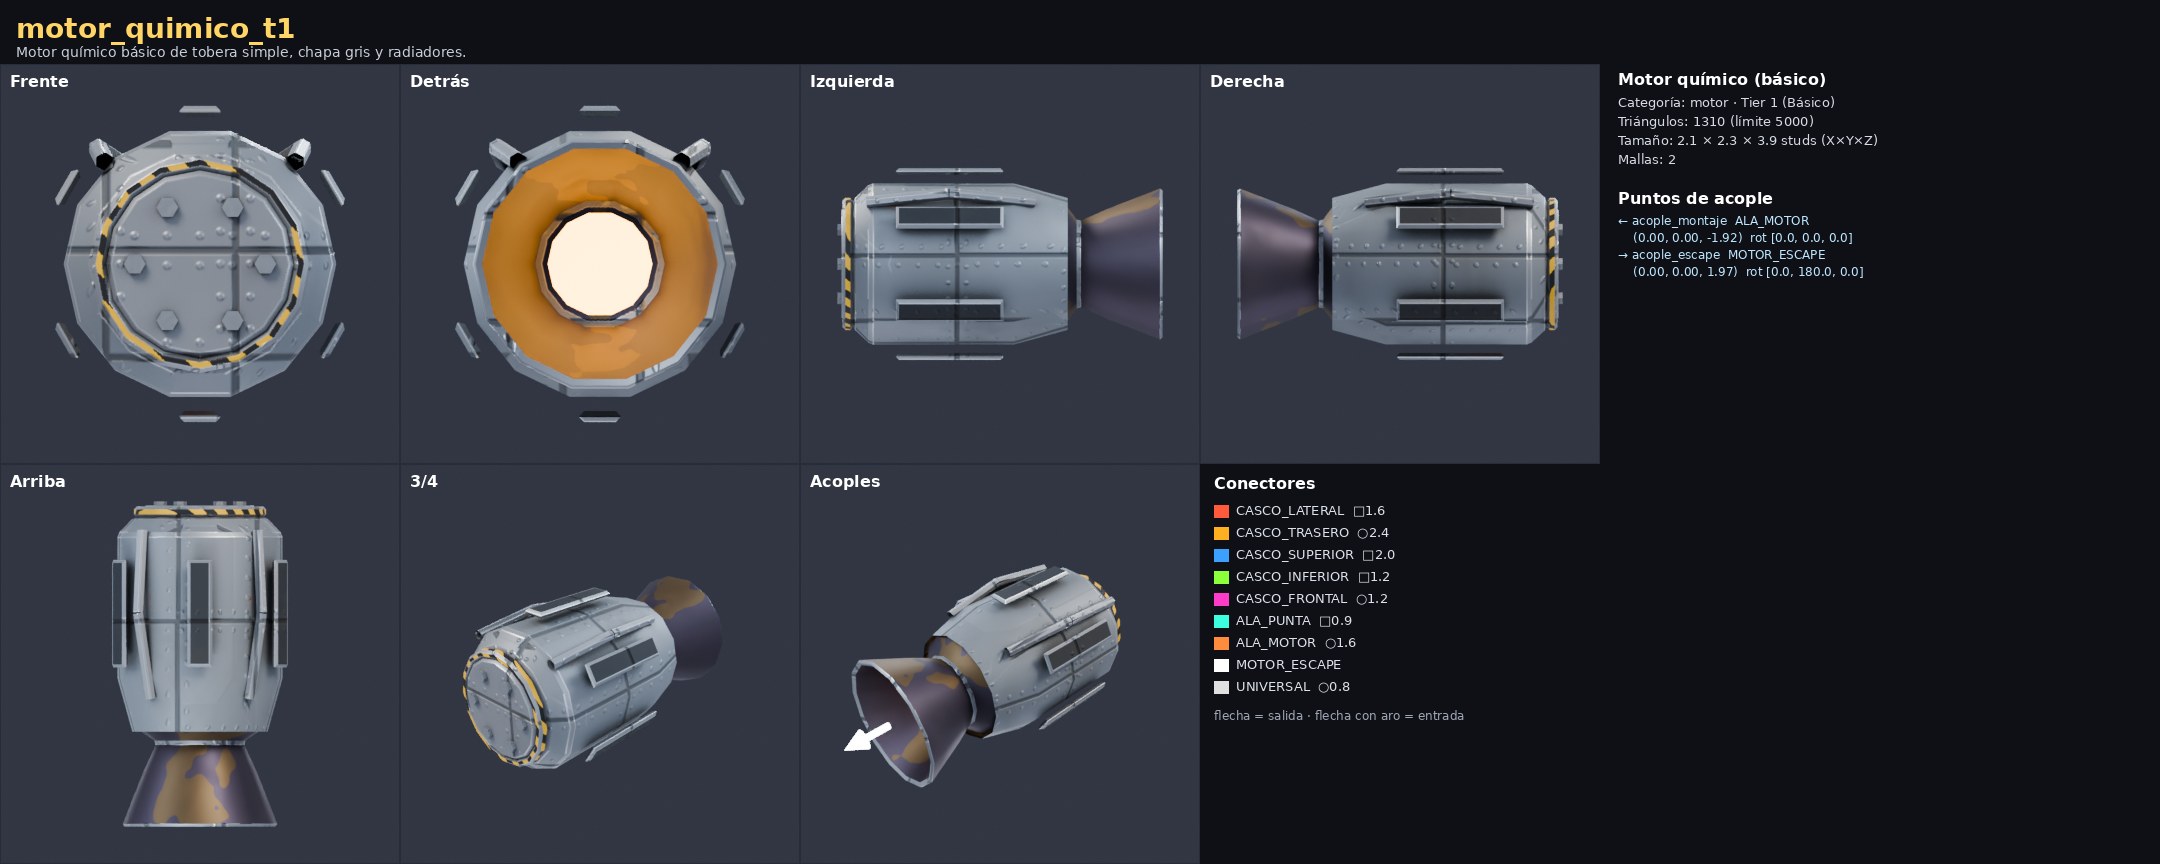 motor_quimico_t1
Motor químico básico de tobera simple, chapa gris y radiadores.
Frente
Detrás
Izquierda
Derecha
Motor químico (básico)
Categoría: motor · Tier 1 (Básico)
Triángulos: 1310 (límite 5000)
Tamaño: 2.1 × 2.3 × 3.9 studs (X×Y×Z)
Mallas: 2
Puntos de acople
← acople_montaje ALA_MOTOR
(0.00, 0.00, -1.92) rot [0.0, 0.0, 0.0]
→ acople_escape MOTOR_ESCAPE
(0.00, 0.00, 1.97) rot [0.0, 180.0, 0.0]
Arriba
3/4
Acoples
Conectores
CASCO_LATERAL □1.6
CASCO_TRASERO ○2.4
CASCO_SUPERIOR □2.0
CASCO_INFERIOR □1.2
CASCO_FRONTAL ○1.2
ALA_PUNTA □0.9
ALA_MOTOR ○1.6
MOTOR_ESCAPE
UNIVERSAL ○0.8
flecha = salida · flecha con aro = entrada